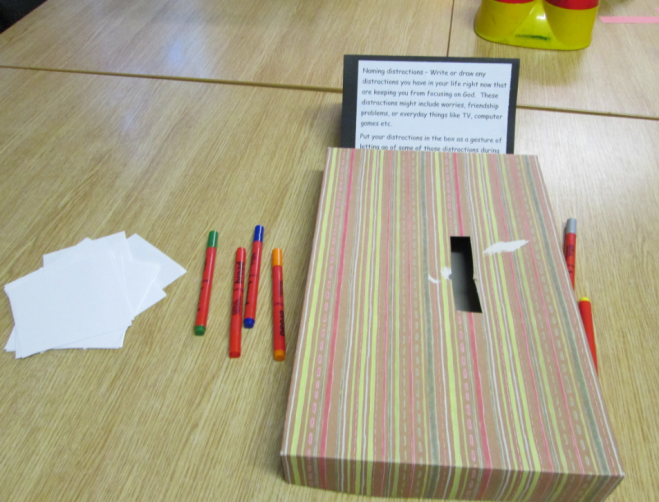 Naming distractions – Write or draw any
distractions you have in your life right now that
are keeping you from focusing on God. These
distractions might include worries, friendship
problems, or everyday things like TV, computer
games etc.
Put your distractions in the box as a gesture of
letting go of some of those distractions during